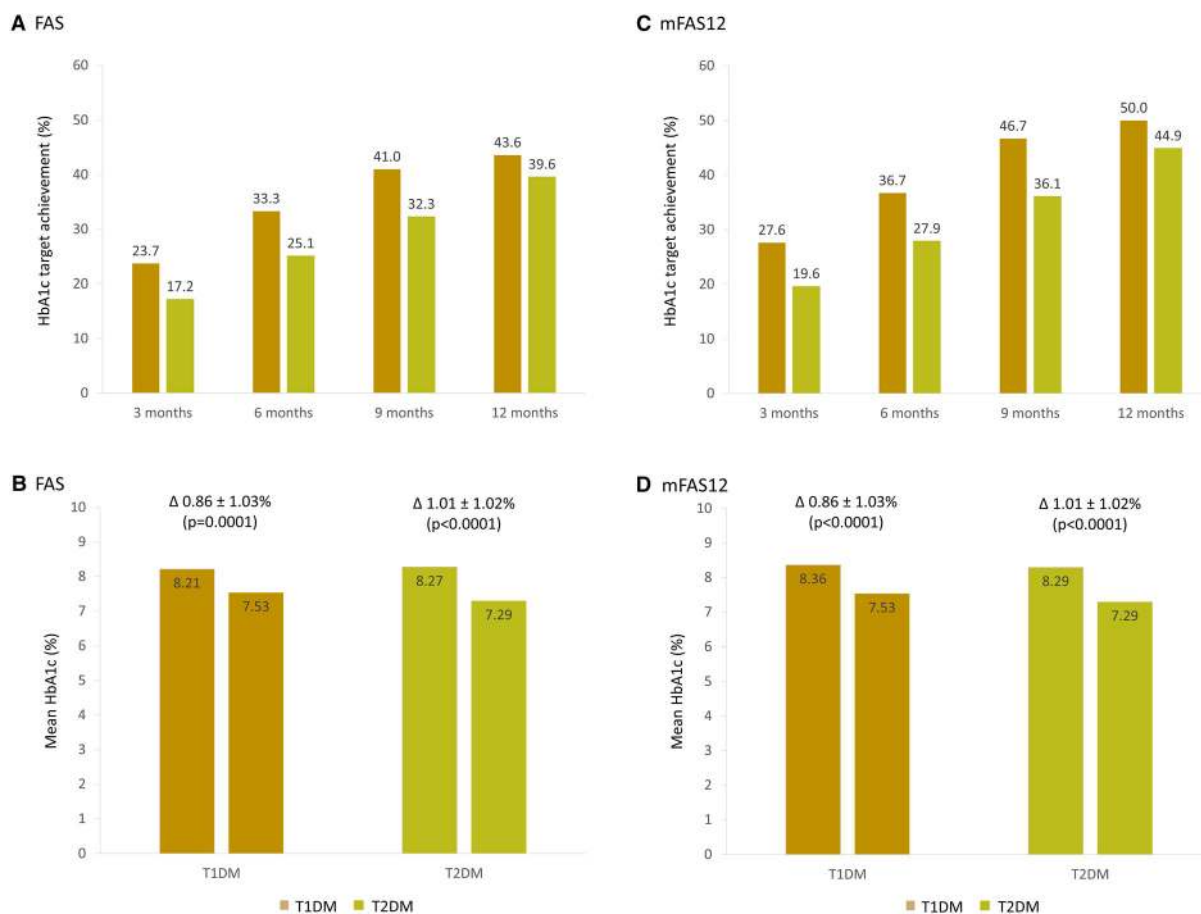 A FAS
HbA1c target achievement (%)
60
50
40
30
20
10
0
23.7
17.2
33.3
25.1
41.0
32.3
43.6
39.6
3 months
6 months
9 months
12 months
C mFAS12
HbA1c target achievement (%)
60
50
40
30
20
10
0
27.6
19.6
36.7
27.9
46.7
36.1
50.0
44.9
3 months
6 months
9 months
12 months
B FAS
Mean HbA1c (%)
10
9
8
7
6
5
4
3
2
1
0
Δ 0.86 ± 1.03%
(p=0.0001)
Δ 1.01 ± 1.02%
(p<0.0001)
8.21
7.53
8.27
7.29
T1DM
T2DM
T1DM T2DM
D mFAS12
Mean HbA1c (%)
10
9
8
7
6
5
4
3
2
1
0
Δ 0.86 ± 1.03%
(p<0.0001)
Δ 1.01 ± 1.02%
(p<0.0001)
8.36
7.53
8.29
7.29
T1DM
T2DM
T1DM T2DM